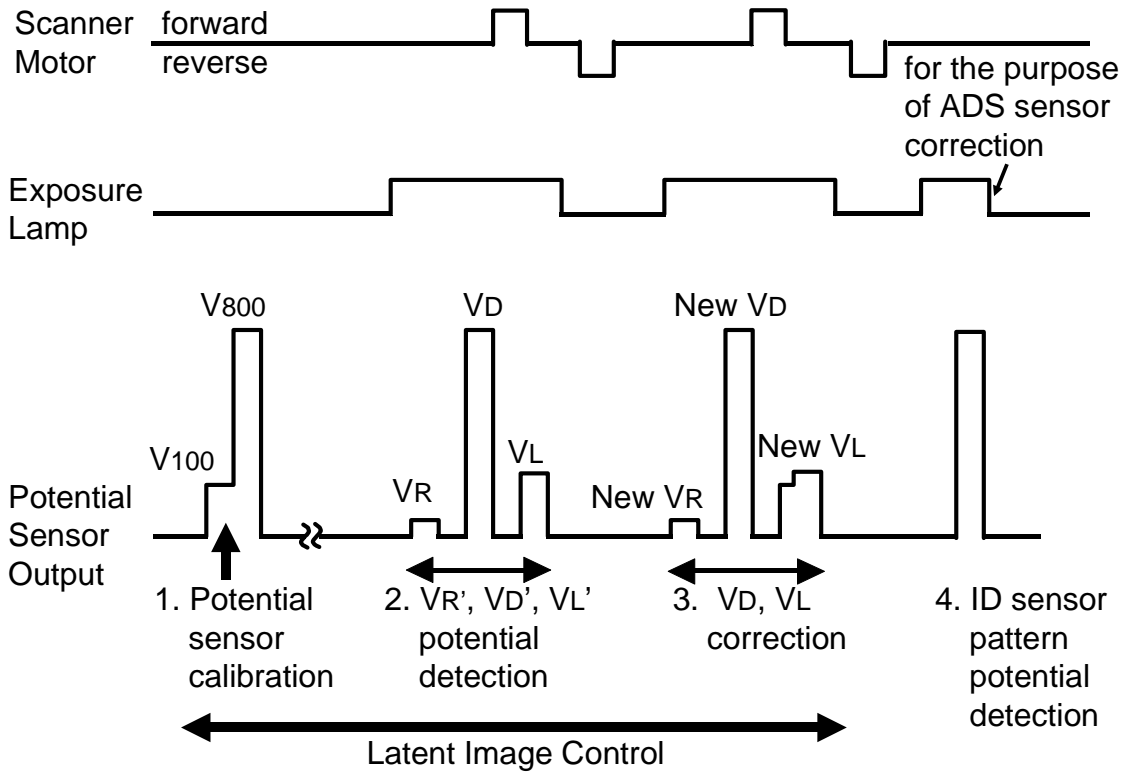 Scanner Motor
forward
reverse
for the purpose
of ADS sensor
correction
Exposure
Lamp
V800
VD
New VD
V100
VL
New VL
VR
New VR
Potential
Sensor
Output
1. Potential
sensor
calibration
2. VR', VD', VL'
potential
detection
3. VD, VL
correction
4. ID sensor
pattern
potential
detection
Latent Image Control